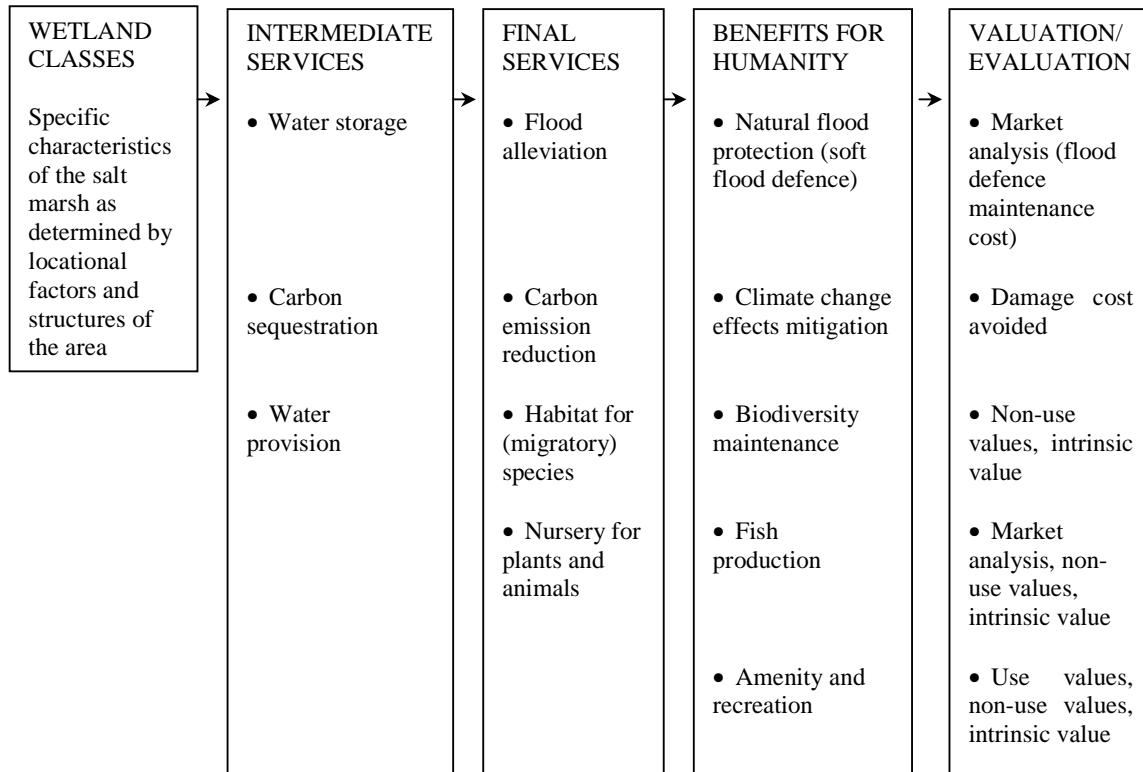 WETLAND
CLASSES
Specific
characteristics
of the salt
marsh as
determined by
locational
factors and
structures of
the area
INTERMEDIATE
SERVICES
• Water storage
• Carbon
sequestration
• Water
provision
FINAL
SERVICES
• Flood
alleviation
• Carbon
emission
reduction
• Habitat for
(migratory)
species
• Nursery for
plants and
animals
BENEFITS FOR
HUMANITY
• Natural flood
protection (soft
flood defence)
• Climate change
effects mitigation
• Biodiversity
maintenance
• Fish
production
• Amenity and
recreation
VALUATION/
EVALUATION
• Market
analysis (flood
defence
maintenance
cost)
• Damage cost
avoided
• Non-use
values, intrinsic
value
• Market
analysis, non-
use values,
intrinsic value
• Use values,
non-use values,
intrinsic value